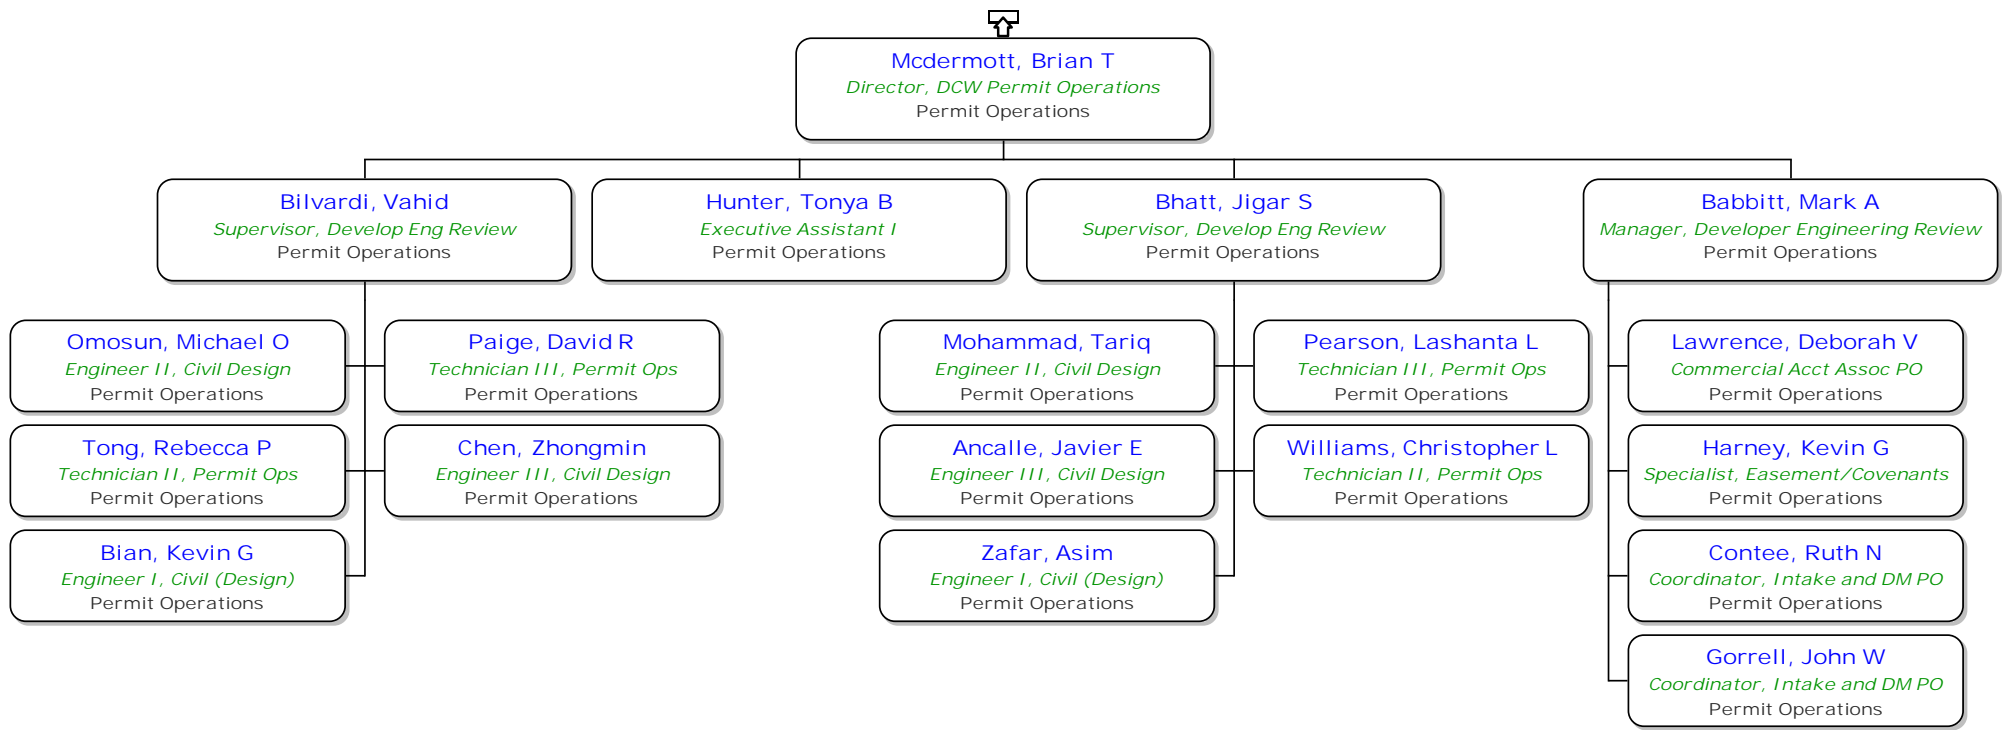 Mcdermott, Brian T
Director, DCW Permit Operations
Permit Operations
Bilvardi, Vahid
Supervisor, Develop Eng Review
Permit Operations
Hunter, Tonya B
Executive Assistant I
Permit Operations
Bhatt, Jigar S
Supervisor, Develop Eng Review
Permit Operations
Babbitt, Mark A
Manager, Developer Engineering Review
Permit Operations
Omosun, Michael O
Engineer II, Civil Design
Permit Operations
Paige, David R
Technician III, Permit Ops
Permit Operations
Tong, Rebecca P
Technician II, Permit Ops
Permit Operations
Chen, Zhongmin
Engineer III, Civil Design
Permit Operations
Bian, Kevin G
Engineer I, Civil (Design)
Permit Operations
Mohammad, Tariq
Engineer II, Civil Design
Permit Operations
Pearson, Lashanta L
Technician III, Permit Ops
Permit Operations
Ancalle, Javier E
Engineer III, Civil Design
Permit Operations
Williams, Christopher L
Technician II, Permit Ops
Permit Operations
Zafar, Asim
Engineer I, Civil (Design)
Permit Operations
Lawrence, Deborah V
Commercial Acct Assoc PO
Permit Operations
Harney, Kevin G
Specialist, Easement/Covenants
Permit Operations
Contee, Ruth N
Coordinator, Intake and DM PO
Permit Operations
Gorrell, John W
Coordinator, Intake and DM PO
Permit Operations